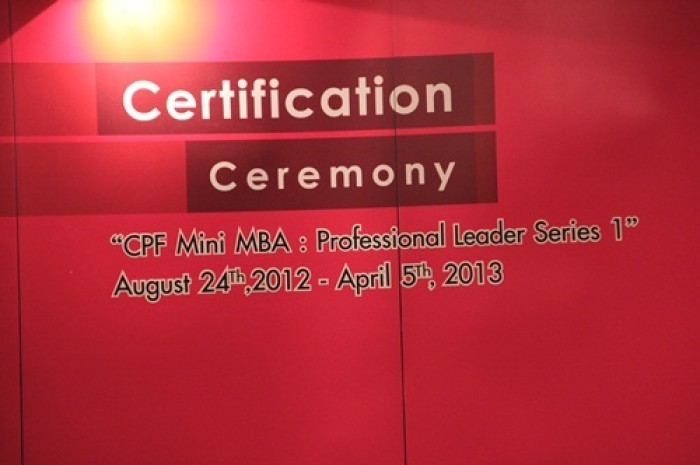 Certification
Ceremony
“CPF Mini MBA : Professional Leader Series 1”
August 24Th,2012 - April 5Th, 2013